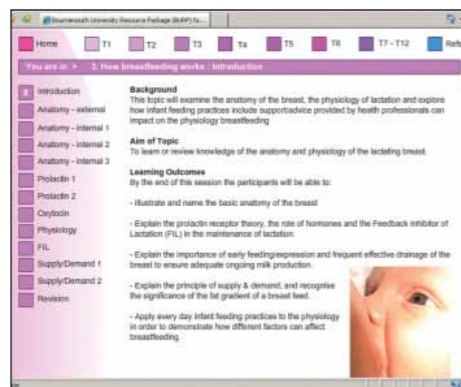 Bournemouth University Resource Package (BURP) fo...
Home
T1
T2
T3
T4
T5
T6
T7 - T12
Refe
You are in > 3. How breastfeeding works : Introduction
X Introduction
Anatomy - external
Anatomy - internal 1
Anatomy - internal 2
Anatomy - internal 3
Prolactin 1
Prolactin 2
Oxytocin
Physiology
FIL
Supply/Demand 1
Supply/Demand 2
Revision
Background
This topic will examine the anatomy of the breast, the physiology of lactation and explore
how infant feeding practices include support/advice provided by health professionals can
impact on the physiology breastfeeding
Aim of Topic
To learn or review knowledge of the anatomy and physiology of the lactating breast.
Learning Outcomes
By the end of this session the participants will be able to:
- Illustrate and name the basic anatomy of the breast
- Explain the prolactin receptor theory, the role of hormones and the Feedback Inhibitor of
Lactation (FIL) in the maintenance of lactation.
- Explain the importance of early feeding/expression and frequent effective drainage of the
breast to ensure adequate ongoing milk production.
- Explain the principle of supply & demand, and recognise
the significance of the fat gradient of a breast feed.
- Apply every day infant feeding practices to the physiology
in order to demonstrate how different factors can affect
breastfeeding